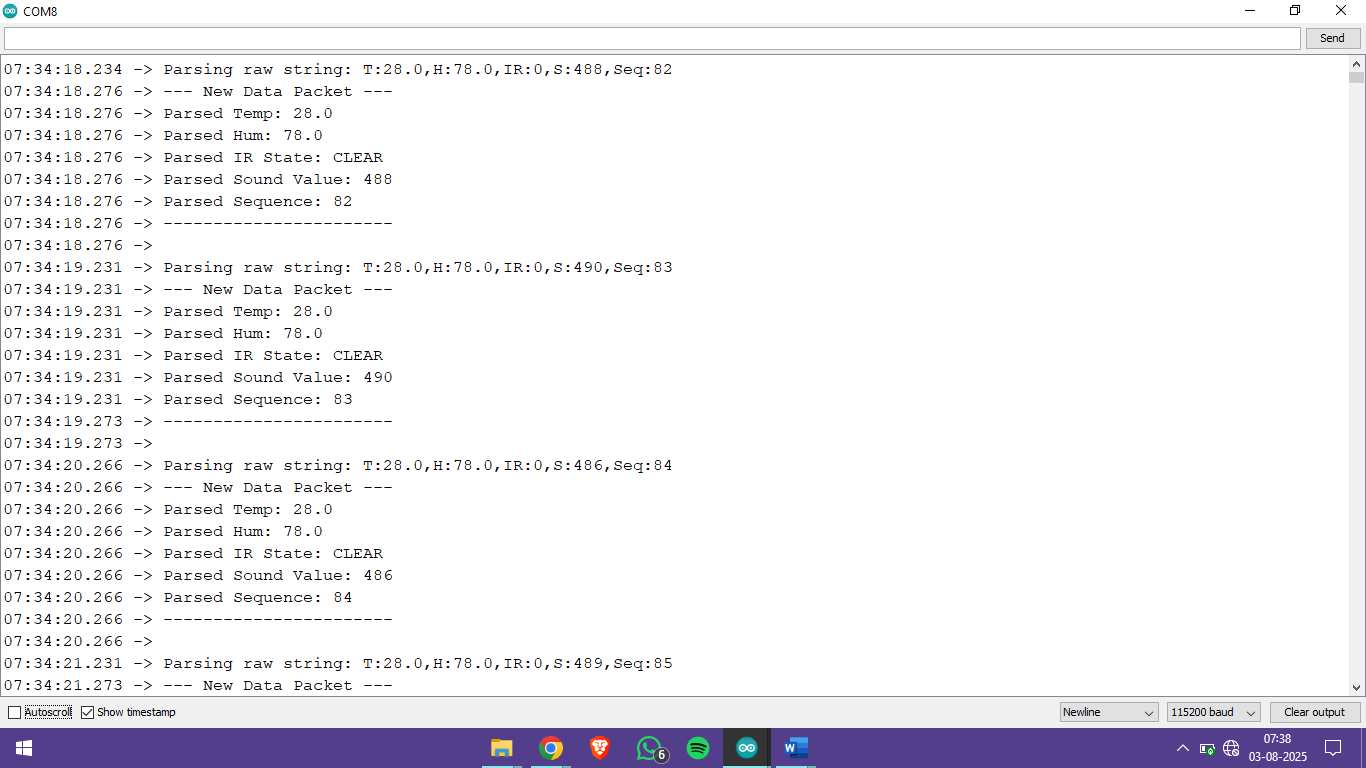 COM8
Send
07:34:18.234 -> Parsing raw string: T:28.0,H:78.0,IR:0,S:488,Seq:82
07:34:18.276 -> --- New Data Packet ---
07:34:18.276 -> Parsed Temp: 28.0
07:34:18.276 -> Parsed Hum: 78.0
07:34:18.276 -> Parsed IR State: CLEAR
07:34:18.276 -> Parsed Sound Value: 488
07:34:18.276 -> Parsed Sequence: 82
07:34:18.276 -> -----------------------
07:34:18.276 ->
07:34:19.231 -> Parsing raw string: T:28.0,H:78.0,IR:0,S:490,Seq:83
07:34:19.231 -> --- New Data Packet ---
07:34:19.231 -> Parsed Temp: 28.0
07:34:19.231 -> Parsed Hum: 78.0
07:34:19.231 -> Parsed IR State: CLEAR
07:34:19.231 -> Parsed Sound Value: 490
07:34:19.231 -> Parsed Sequence: 83
07:34:19.273 -> -----------------------
07:34:19.273 ->
07:34:20.266 -> Parsing raw string: T:28.0,H:78.0,IR:0,S:486,Seq:84
07:34:20.266 -> --- New Data Packet ---
07:34:20.266 -> Parsed Temp: 28.0
07:34:20.266 -> Parsed Hum: 78.0
07:34:20.266 -> Parsed IR State: CLEAR
07:34:20.266 -> Parsed Sound Value: 486
07:34:20.266 -> Parsed Sequence: 84
07:34:20.266 -> -----------------------
07:34:20.266 ->
07:34:21.231 -> Parsing raw string: T:28.0,H:78.0,IR:0,S:489,Seq:85
07:34:21.273 -> --- New Data Packet ---
Autoscroll Show timestamp Newline 115200 baud Clear output
6
W
07:38
03-08-2025